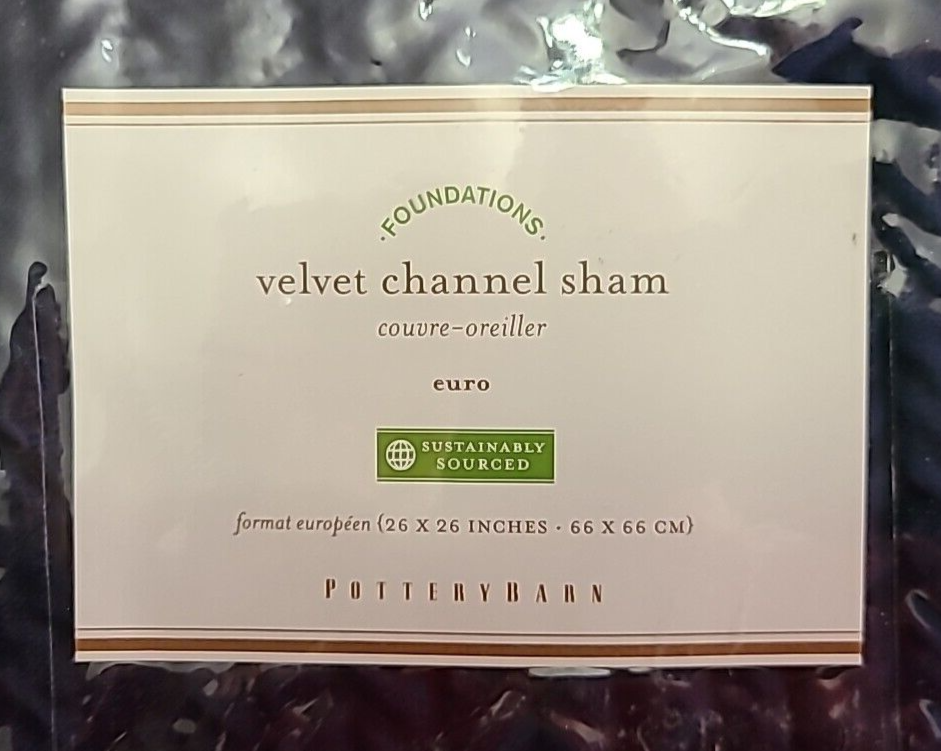 ·FOUNDATIONS·
velvet channel sham
couvre-oreiller
euro
SUSTAINABLY
SOURCED
format européen {26 X 26 INCHES · 66 X 66 CM}
POTTERYBARN